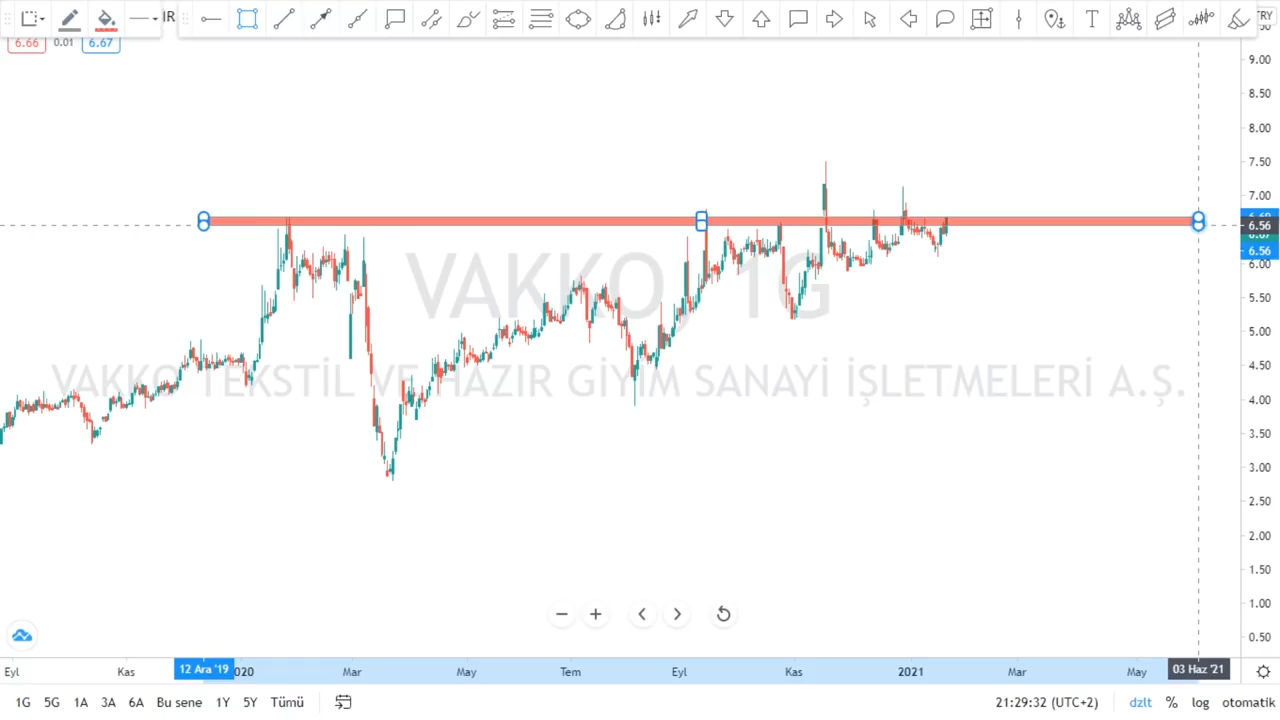 IR
TRY
6.66 0.01 6.67
9.00
8.50
8.00
7.50
7.00
6.56
6.56
6.00
5.50
5.00
4.50
4.00
3.50
3.00
2.50
2.00
1.50
1.00
0.50
VAKKO, 1G
VAKKO TEKSTİL VE HAZIR GİYİM SANAYİ İŞLETMELERİ A.Ş.
Eyl Kas 12 Ara '19 2020 Mar May Tem Eyl Kas 2021 Mar May 03 Haz '21
1G 5G 1A 3A 6A Bu sene 1Y 5Y Tümü 21:29:32 (UTC+2) dzlt % log otomatik